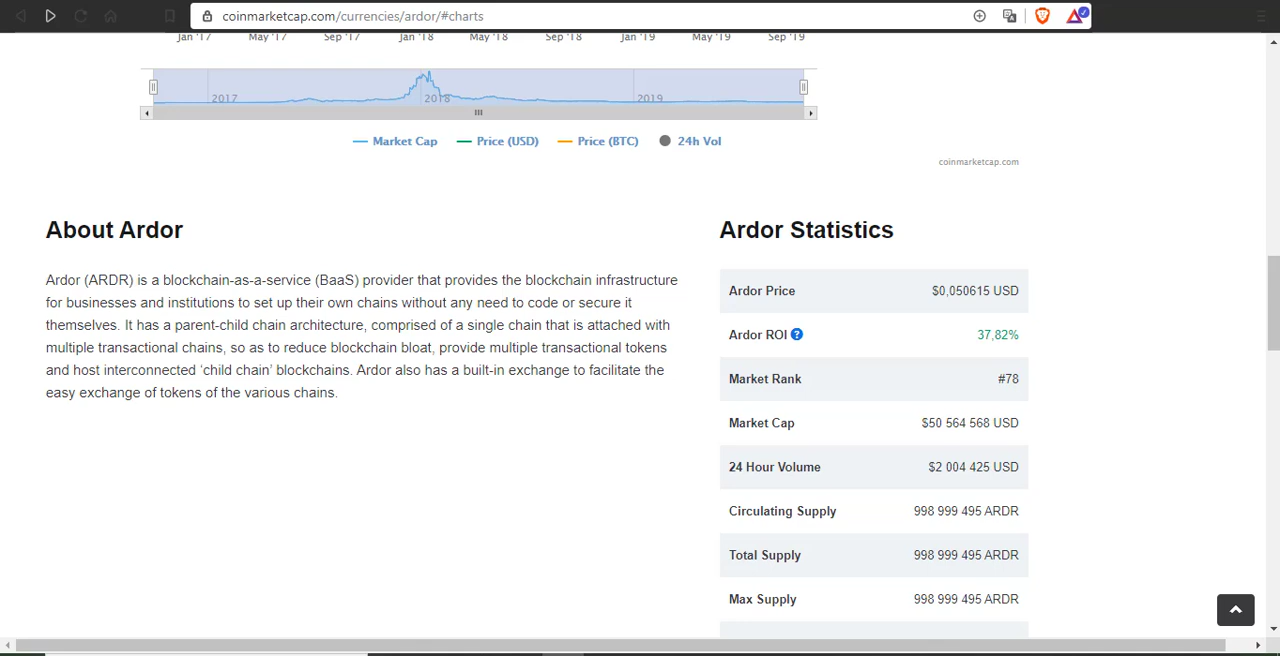 coinmarketcap.com/currencies/ardor/#charts
Jan '17 May '17 Sep '17 Jan '18 May '18 Sep '18 Jan '19 May '19 Sep '19
2017 2018 2019
Market Cap Price (USD) Price (BTC) 24h Vol
coinmarketcap.com
About Ardor
Ardor (ARDR) is a blockchain-as-a-service (BaaS) provider that provides the blockchain infrastructure
for businesses and institutions to set up their own chains without any need to code or secure it
themselves. It has a parent-child chain architecture, comprised of a single chain that is attached with
multiple transactional chains, so as to reduce blockchain bloat, provide multiple transactional tokens
and host interconnected ‘child chain’ blockchains. Ardor also has a built-in exchange to facilitate the
easy exchange of tokens of the various chains.
Ardor Statistics
Ardor Price $0,050615 USD
Ardor ROI ? 37,82%
Market Rank #78
Market Cap $50 564 568 USD
24 Hour Volume $2 004 425 USD
Circulating Supply 998 999 495 ARDR
Total Supply 998 999 495 ARDR
Max Supply 998 999 495 ARDR